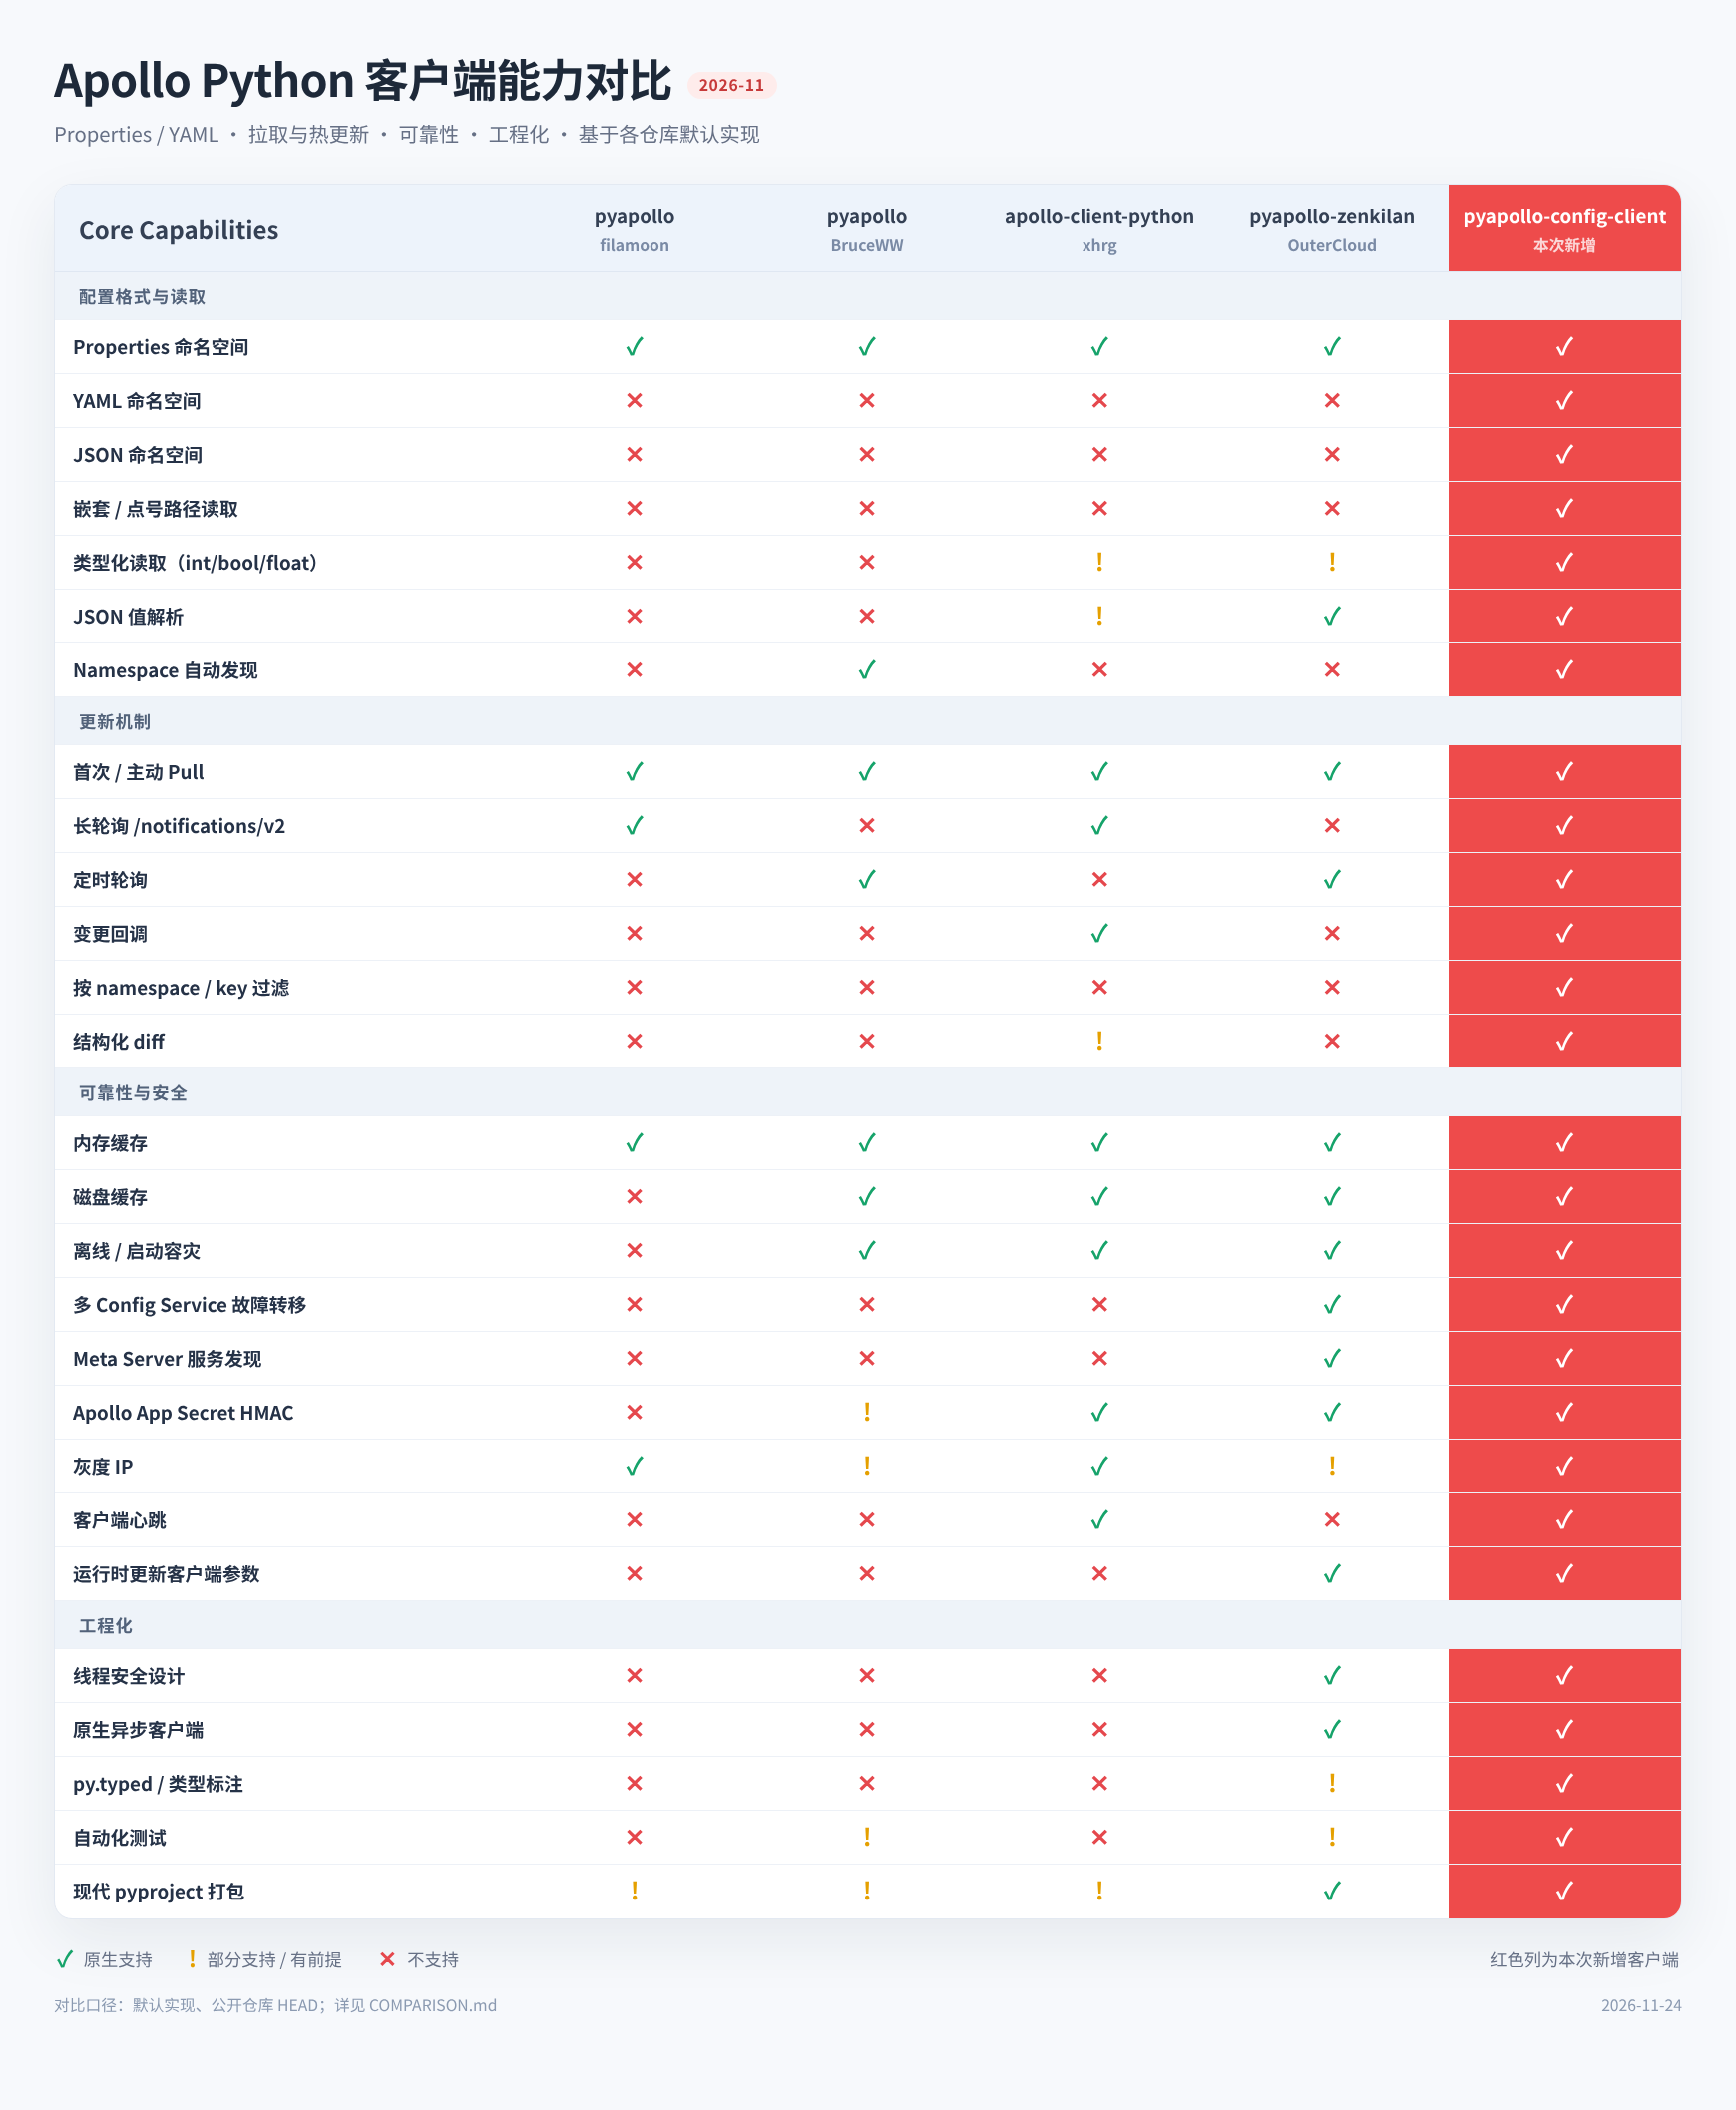 Apollo Python 客户端能力对比 2026-11
Properties / YAML • 拉取与热更新 • 可靠性 • 工程化 • 基于各仓库默认实现
Core Capabilities pyapollo pyapollo apollo-client-python pyapollo-zenkilan pyapollo-config-client
filamoon BruceWW xhrg OuterCloud 本次新增
配置格式与读取
Properties 命名空间 ✓ ✓ ✓ ✓ ✓
YAML 命名空间 ✕ ✕ ✕ ✕ ✓
JSON 命名空间 ✕ ✕ ✕ ✕ ✓
嵌套 / 点号路径读取 ✕ ✕ ✕ ✕ ✓
类型化读取（int/bool/float） ✕ ✕ ! ! ✓
JSON 值解析 ✕ ✕ ! ✓ ✓
Namespace 自动发现 ✕ ✓ ✕ ✕ ✓
更新机制
首次 / 主动 Pull ✓ ✓ ✓ ✓ ✓
长轮询 /notifications/v2 ✓ ✕ ✓ ✕ ✓
定时轮询 ✕ ✓ ✕ ✓ ✓
变更回调 ✕ ✕ ✓ ✕ ✓
按 namespace / key 过滤 ✕ ✕ ✕ ✕ ✓
结构化 diff ✕ ✕ ! ✕ ✓
可靠性与安全
内存缓存 ✓ ✓ ✓ ✓ ✓
磁盘缓存 ✕ ✓ ✓ ✓ ✓
离线 / 启动容灾 ✕ ✓ ✓ ✓ ✓
多 Config Service 故障转移 ✕ ✕ ✕ ✓ ✓
Meta Server 服务发现 ✕ ✕ ✕ ✓ ✓
Apollo App Secret HMAC ✕ ! ✓ ✓ ✓
灰度 IP ✓ ! ✓ ! ✓
客户端心跳 ✕ ✕ ✓ ✕ ✓
运行时更新客户端参数 ✕ ✕ ✕ ✓ ✓
工程化
线程安全设计 ✕ ✕ ✕ ✓ ✓
原生异步客户端 ✕ ✕ ✕ ✓ ✓
py.typed / 类型标注 ✕ ✕ ✕ ! ✓
自动化测试 ✕ ! ✕ ! ✓
现代 pyproject 打包 ! ! ! ✓ ✓
✓ 原生支持 ! 部分支持 / 有前提 ✕ 不支持 红色列为本次新增客户端
对比口径：默认实现、公开仓库 HEAD；详见 COMPARISON.md 2026-11-24